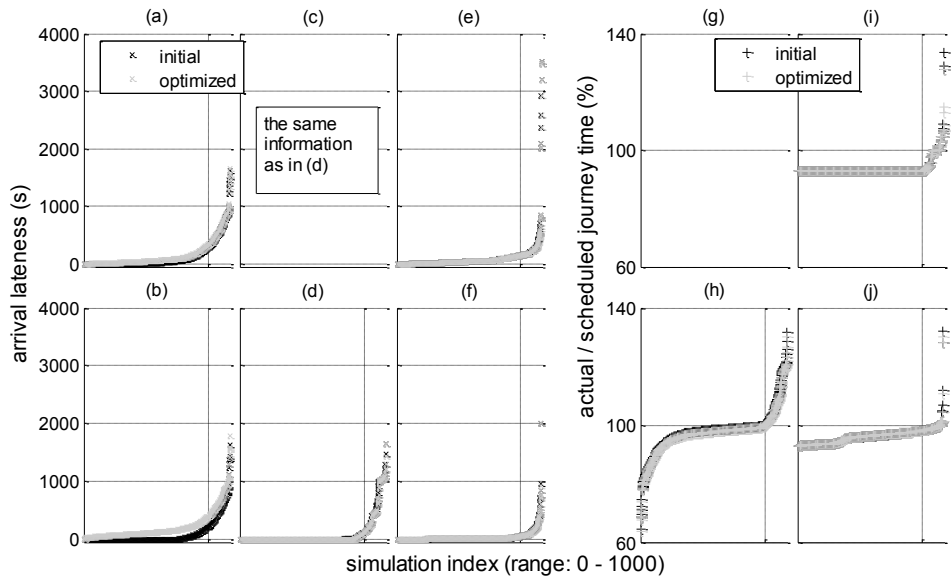 (a) (c) (e) (g) (i)
4000
3000
2000
1000
0
initial
optimized
the same
information
as in (d)
140
100
60
initial
optimized
arrival lateness (s)
actual / scheduled journey time (%)
(b) (d) (f) (h) (j)
4000
3000
2000
1000
0
140
100
60
simulation index (range: 0 - 1000)